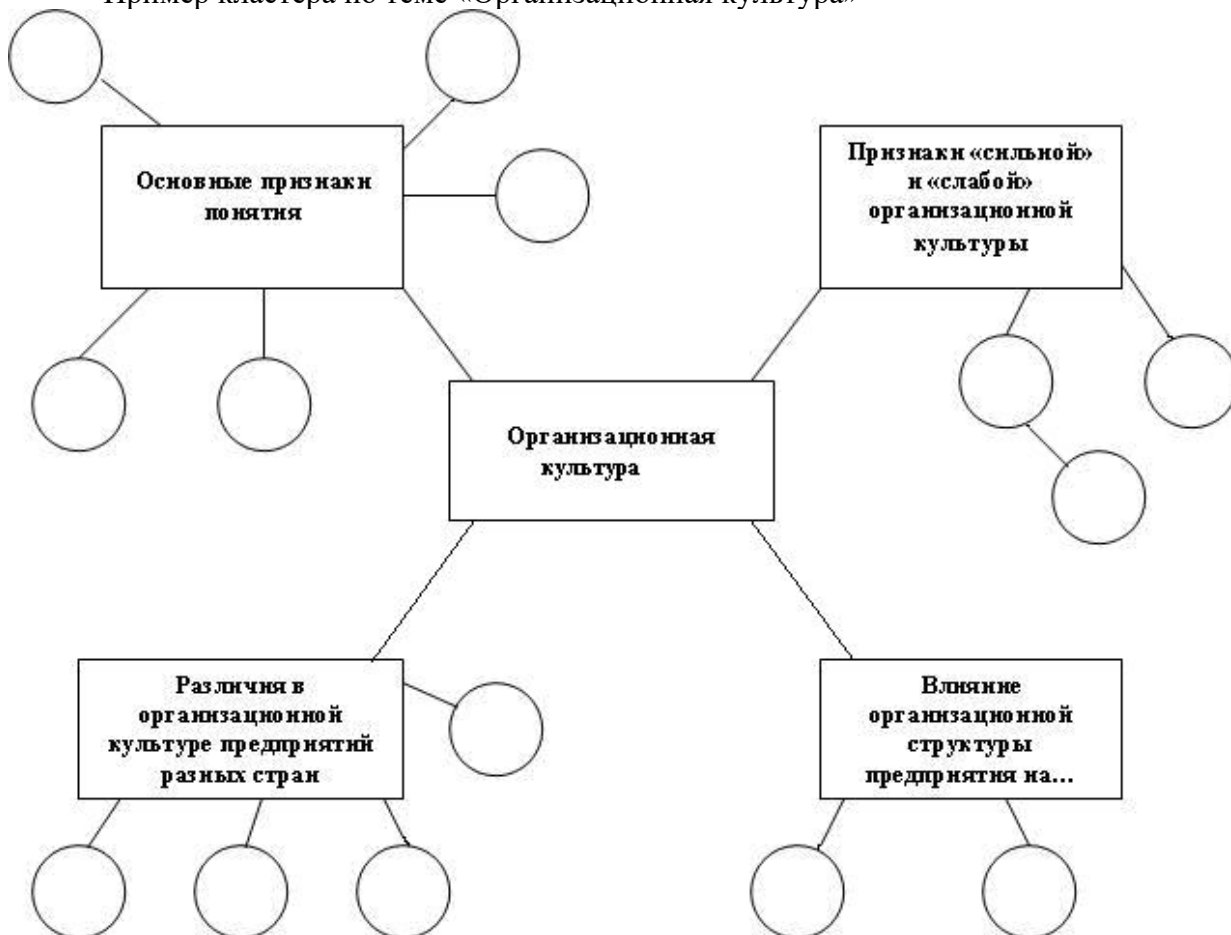 Пример кластера по теме «Организационная культура»
Основные признаки
понятия
Признаки «сильной»
и «слабой»
организационной
культуры
Организационная
культура
Различия в
организационной
культуре предприятий
разных стран
Влияние
организационной
структуры
предприятия на...